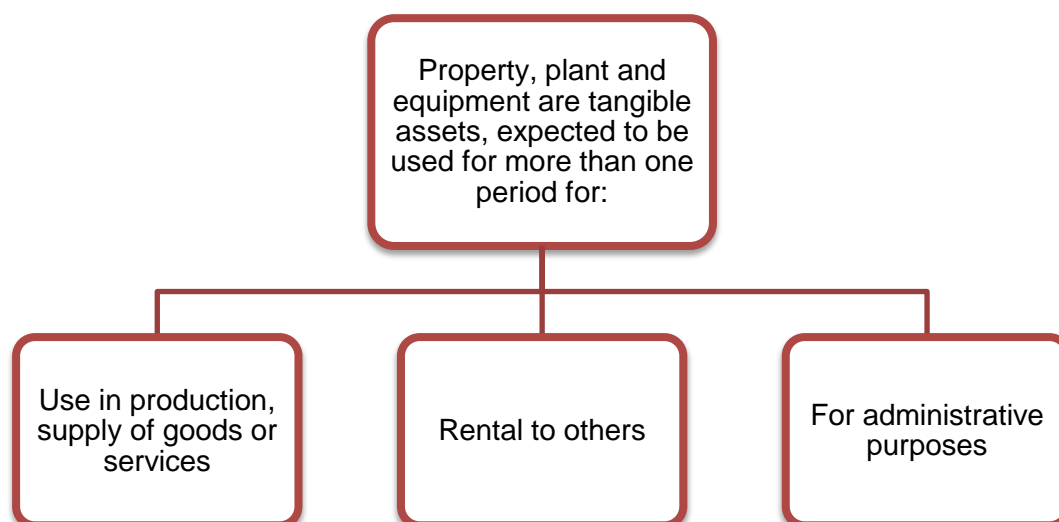 Property, plant and
equipment are tangible
assets, expected to be
used for more than one
period for:
Use in production,
supply of goods or
services
Rental to others
For administrative
purposes